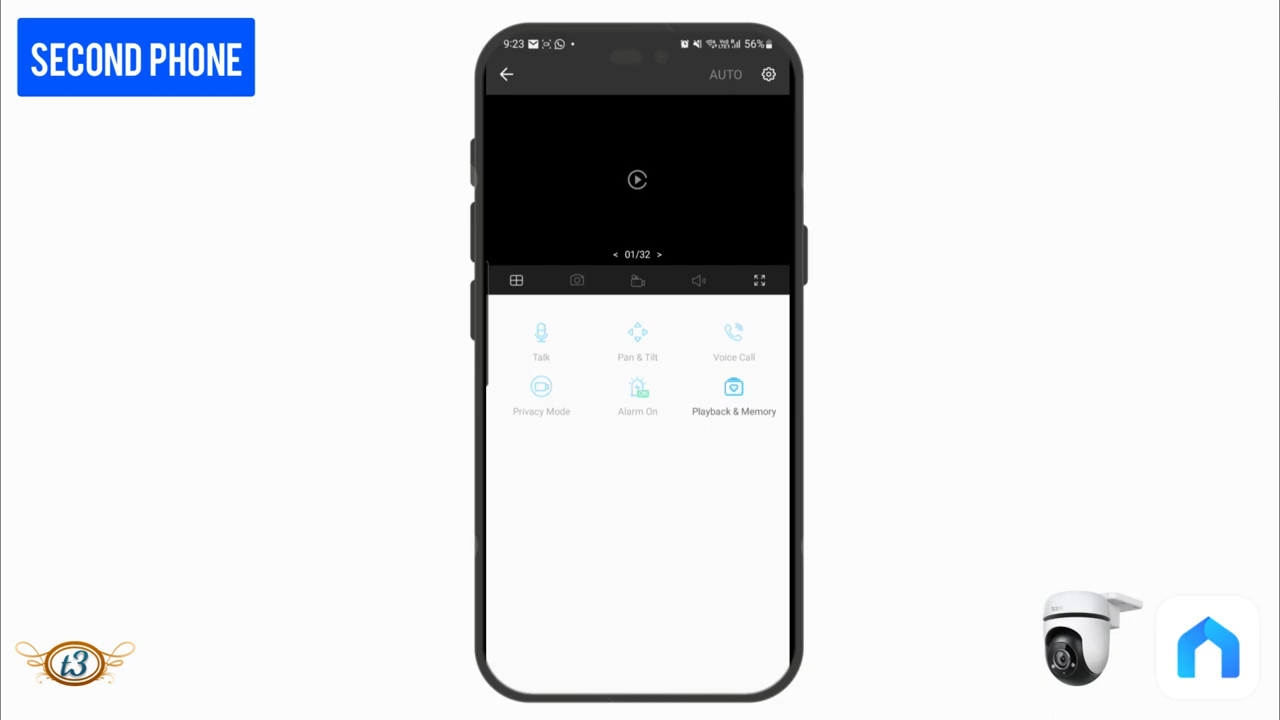 SECOND PHONE
9:23
56%
AUTO
< 01/32 >
Talk
Pan & Tilt
Voice Call
Privacy Mode
Alarm On
Playback & Memory
t3